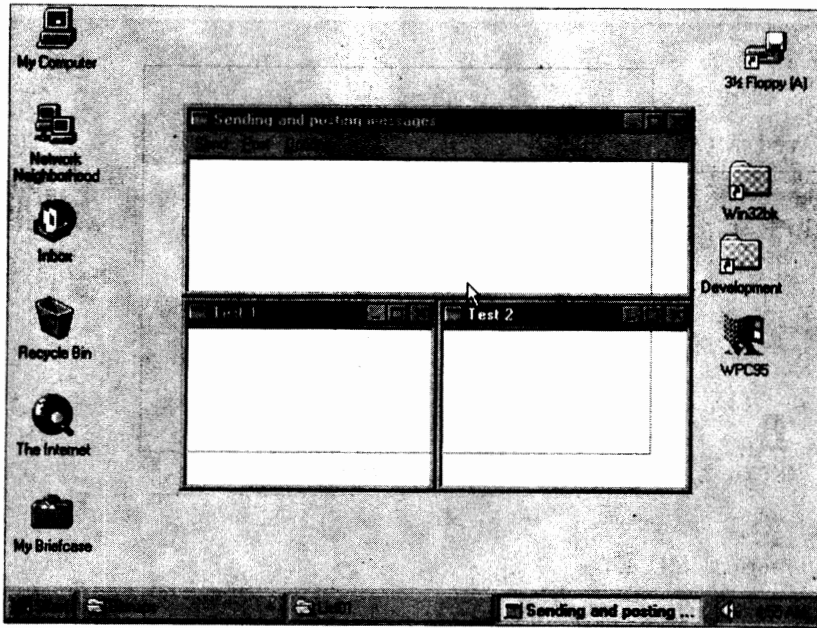 My Computer
3½ Floppy (A)
Sending and posting messages
Network
Neighborhood
Win32bk
Inbox
Development
Test 1
Test 2
Recycle Bin
WPC95
The Internet
My Briefcase
Sending and posting ...